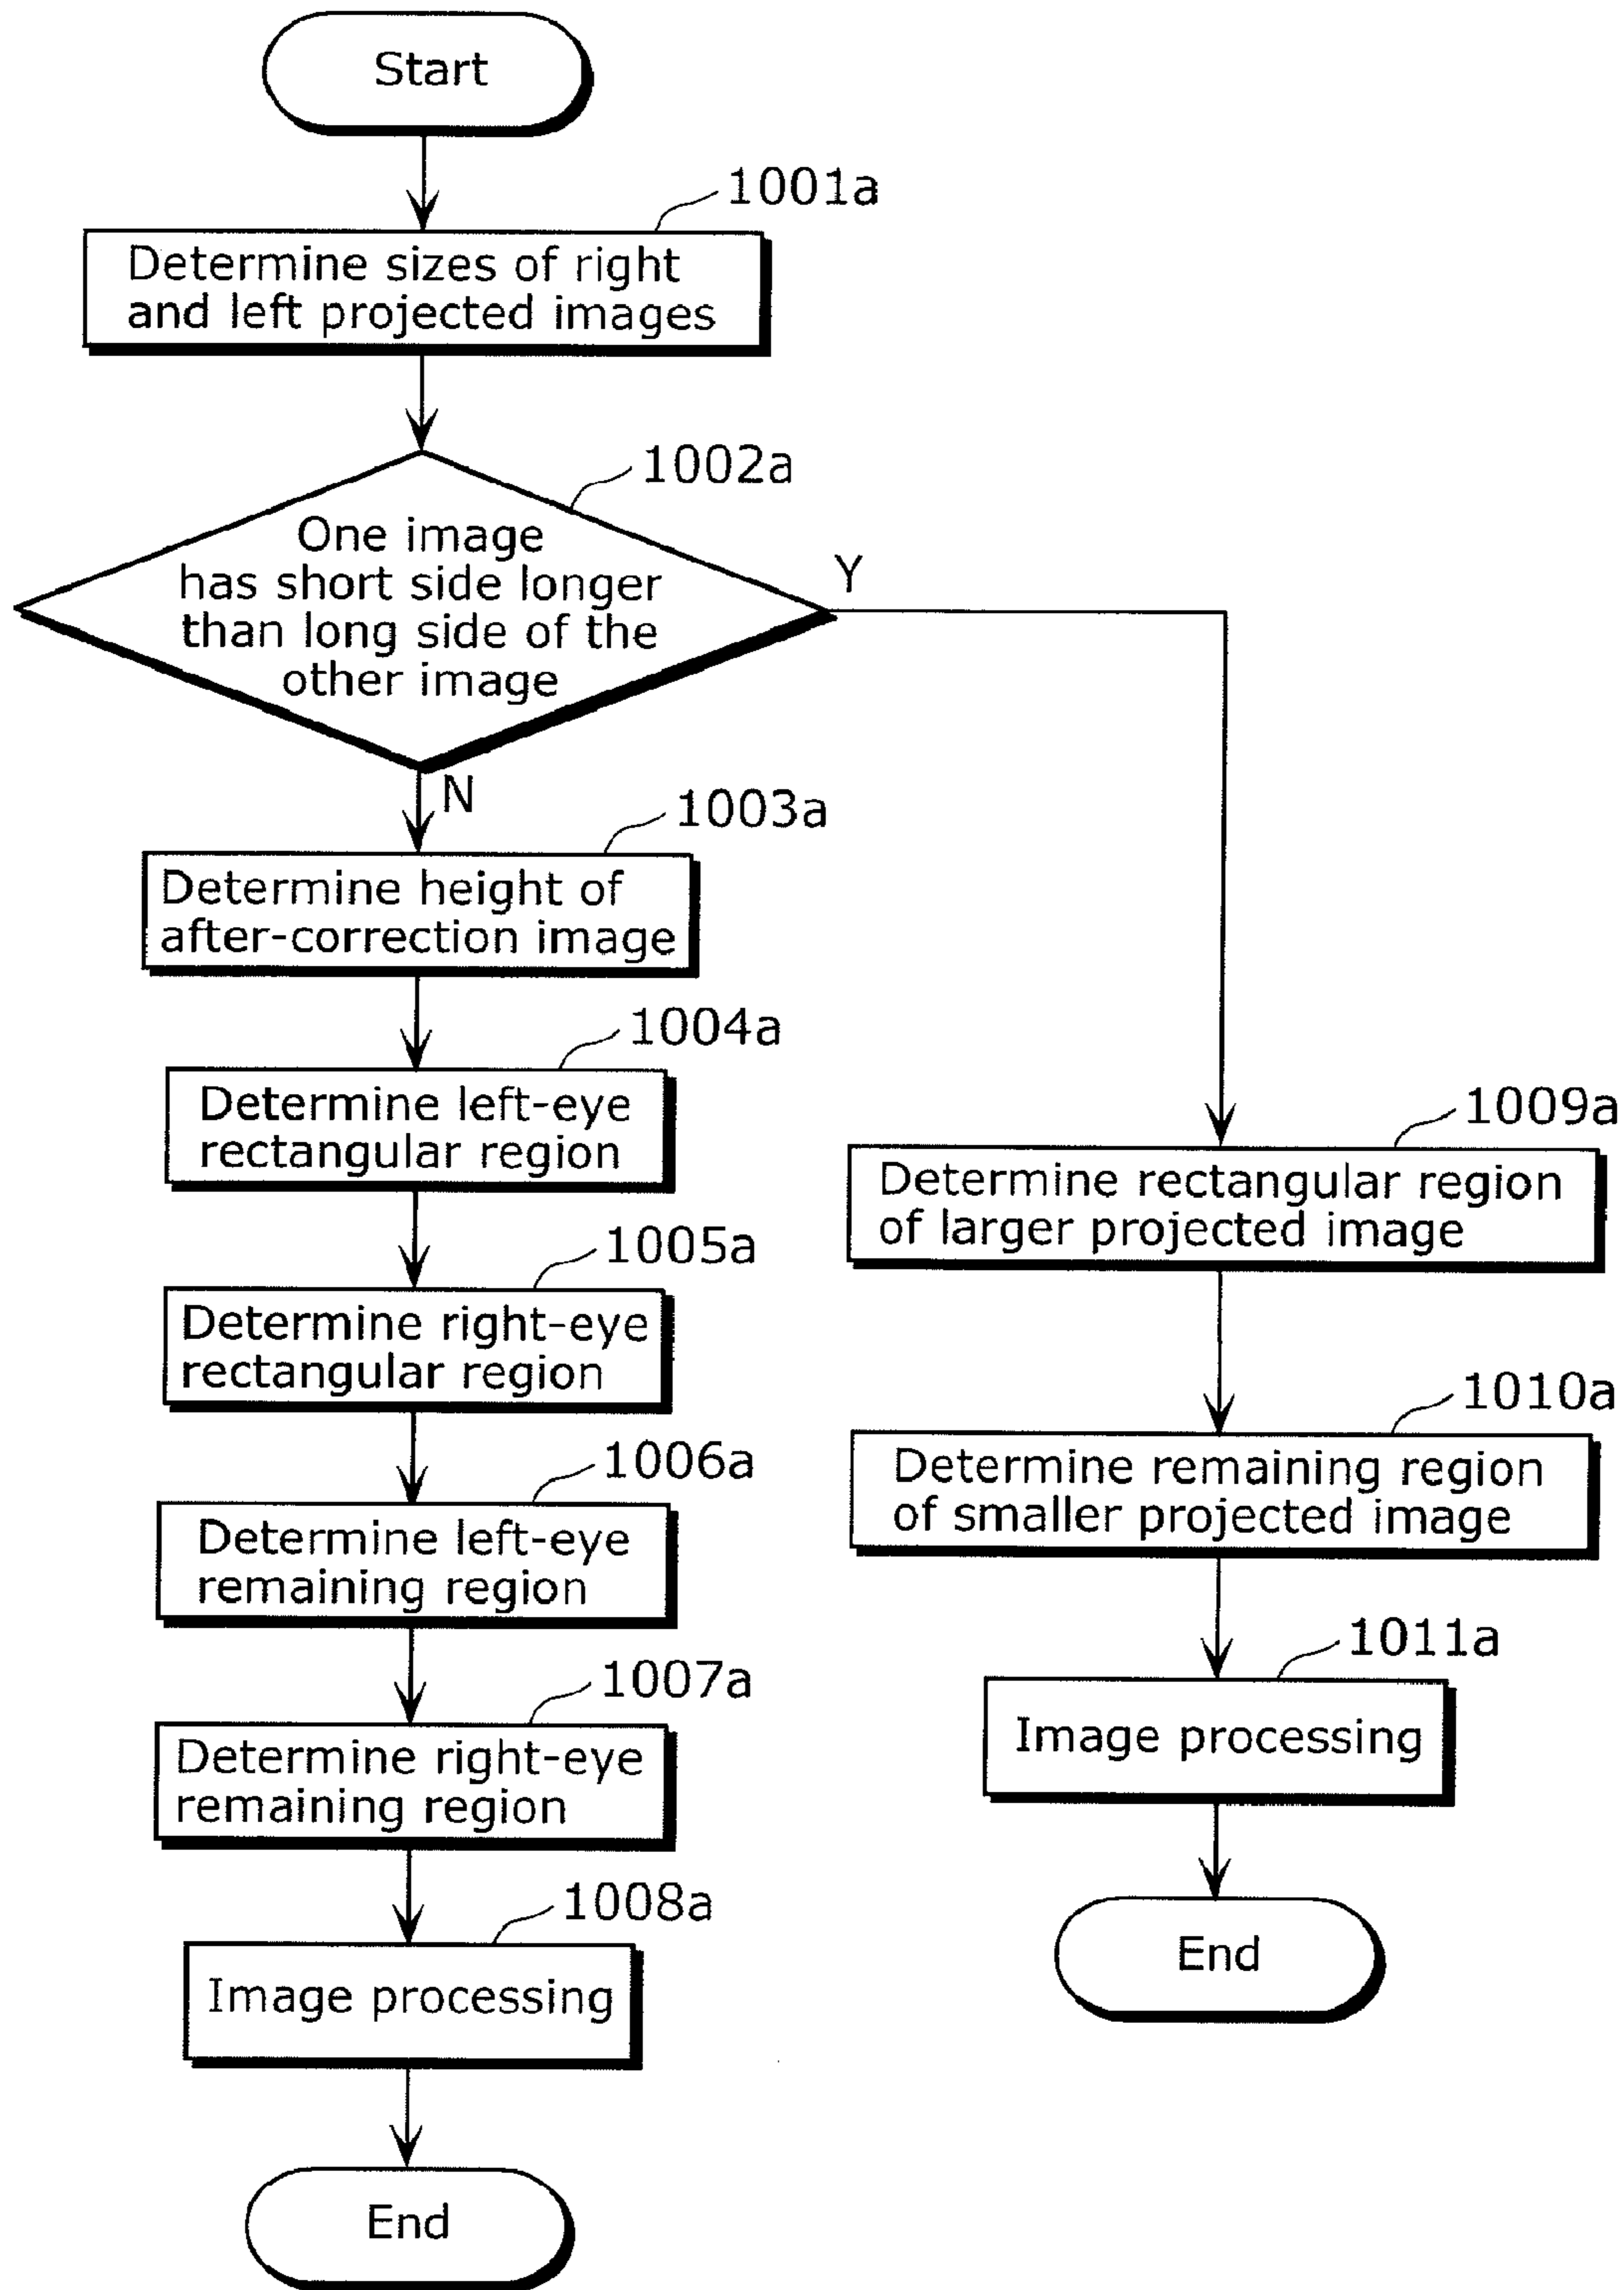 Start
1001a
Determine sizes of right
and left projected images
1002a
One image
has short side longer
than long side of the
other image
Y
N
1003a
Determine height of
after-correction image
1004a
Determine left-eye
rectangular region
1005a
Determine right-eye
rectangular region
1006a
Determine left-eye
remaining region
1007a
Determine right-eye
remaining region
1008a
Image processing
End
1009a
Determine rectangular region
of larger projected image
1010a
Determine remaining region
of smaller projected image
1011a
Image processing
End